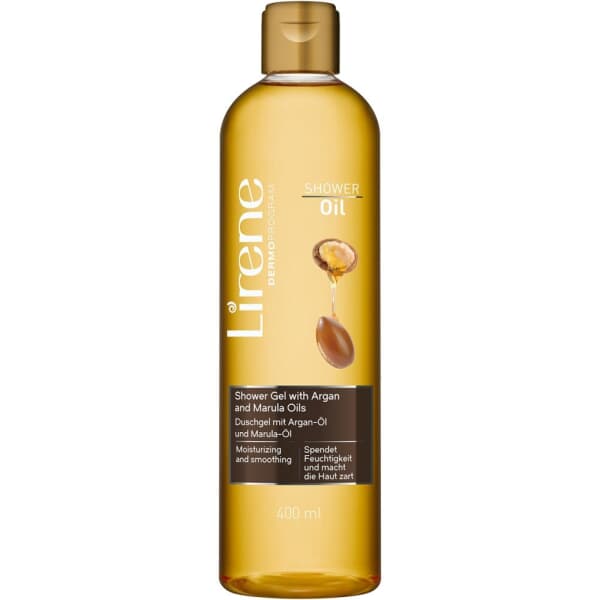 Lirene
DERMOPROGRAM
SHOWER
Oil
Shower Gel with Argan
and Marula Oils
Duschgel mit Argan-Öl
und Marula-Öl
Moisturizing
and smoothing
Spendet
Feuchtigkeit
und macht
die Haut zart
400 ml